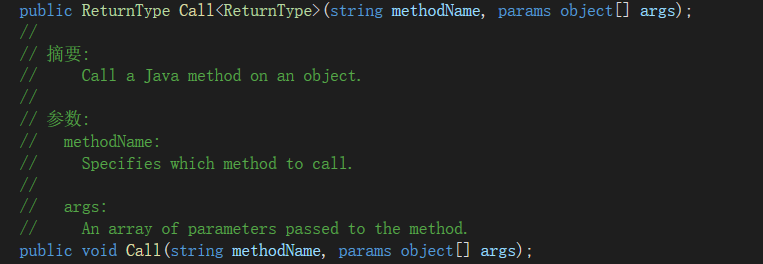 public ReturnType Call<ReturnType>(string methodName, params object[] args);
//
// 摘要:
//     Call a Java method on an object.
//
// 参数:
//   methodName:
//     Specifies which method to call.
//
//   args:
//     An array of parameters passed to the method.
public void Call(string methodName, params object[] args);